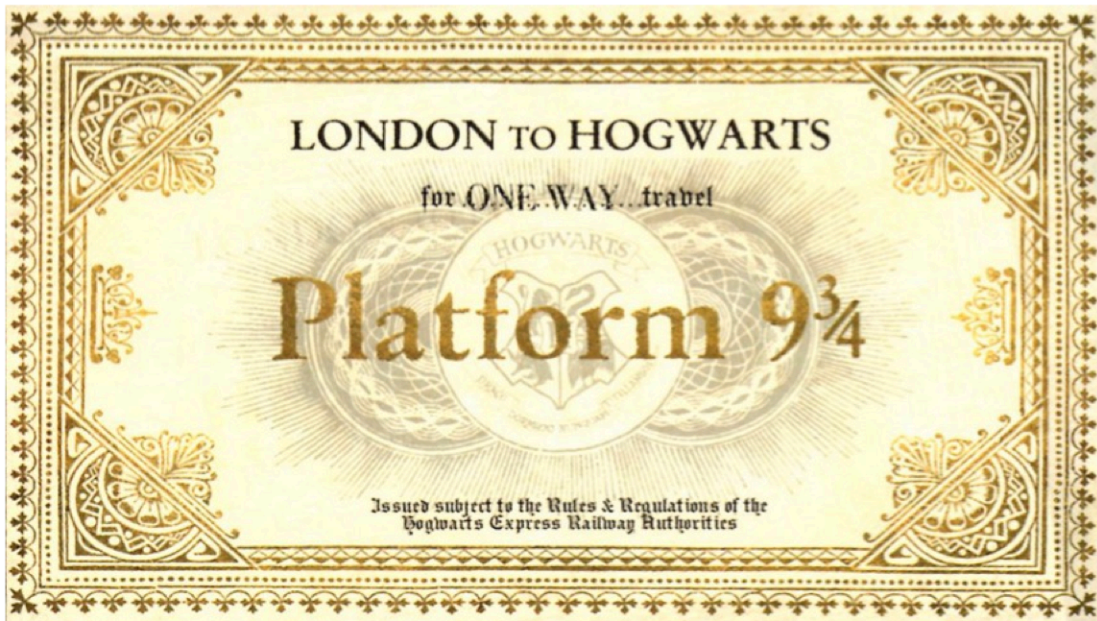 LONDON TO HOGWARTS
for ONE WAY...travel
HOGWARTS
Platform 9¾
Issued subject to the Rules & Regulations of the
Hogwarts Express Railway Authorities